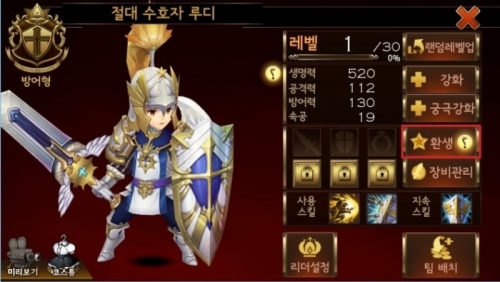 절대 수호자 루디
방어형
레벨 1 /30
0%
생명력 520
공격력 112
방어력 130
속공 19
사용
스킬
지속
스킬
리더설정
랜덤레벨업
강화
궁극강화
환생
장비관리
팀 배치
미리보기
코스튬